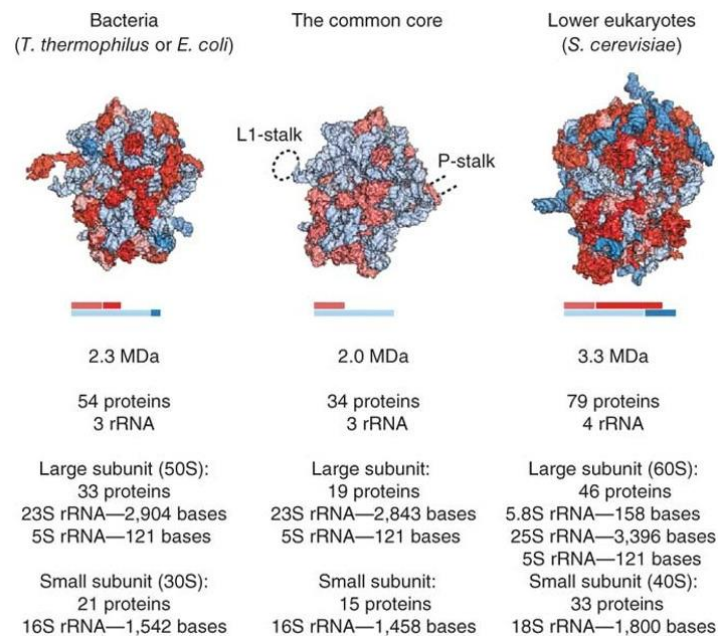 Bacteria
(T. thermophilus or E. coli)
The common core
Lower eukaryotes
(S. cerevisiae)
L1-stalk
P-stalk
2.3 MDa
2.0 MDa
3.3 MDa
54 proteins
3 rRNA
34 proteins
3 rRNA
79 proteins
4 rRNA
Large subunit (50S):
33 proteins
23S rRNA—2,904 bases
5S rRNA—121 bases
Large subunit:
19 proteins
23S rRNA—2,843 bases
5S rRNA—121 bases
Large subunit (60S):
46 proteins
5.8S rRNA—158 bases
25S rRNA—3,396 bases
5S rRNA—121 bases
Small subunit (30S):
21 proteins
16S rRNA—1,542 bases
Small subunit:
15 proteins
16S rRNA—1,458 bases
Small subunit (40S):
33 proteins
18S rRNA—1,800 bases